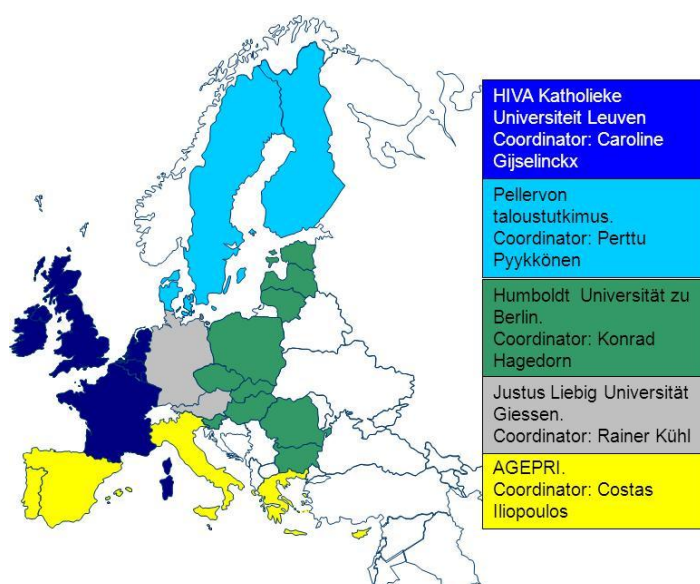 HIVA Katholieke
Universiteit Leuven
Coordinator: Caroline
Gijselinckx
Pellervon
taloustutkimus.
Coordinator: Perttu
Pyykkönen
Humboldt Universität zu
Berlin.
Coordinator: Konrad
Hagedorn
Justus Liebig Universität
Giessen.
Coordinator: Rainer Kühl
AGEPRI.
Coordinator: Costas
Iliopoulos